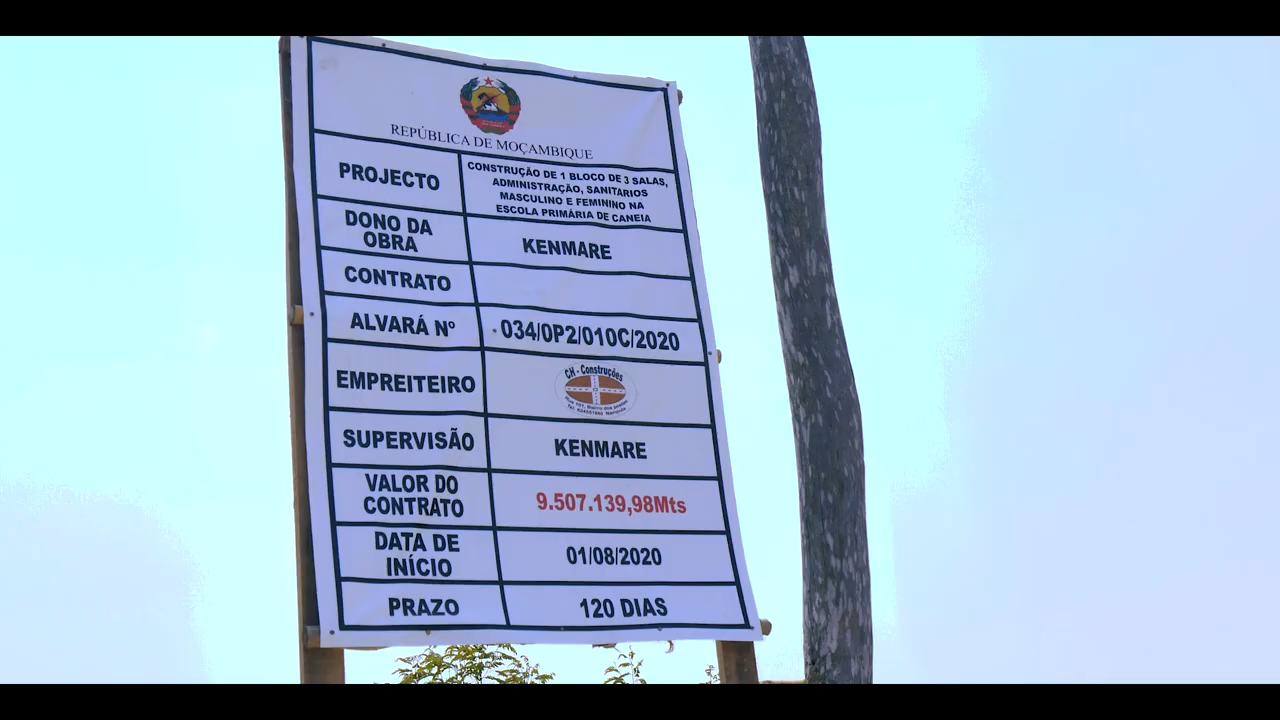 REPÚBLICA DE MOÇAMBIQUE
PROJECTO
CONSTRUÇÃO DE 1 BLOCO DE 3 SALAS,
ADMINISTRAÇÃO, SANITARIOS
MASCULINO E FEMININO NA
ESCOLA PRIMÁRIA DE CANEIA
DONO DA
OBRA
KENMARE
CONTRATO
ALVARÁ Nº
034/0P2/010C/2020
EMPREITEIRO
CH - Construções
SUPERVISÃO
KENMARE
VALOR DO
CONTRATO
9.507.139,98Mts
DATA DE
INÍCIO
01/08/2020
PRAZO
120 DIAS